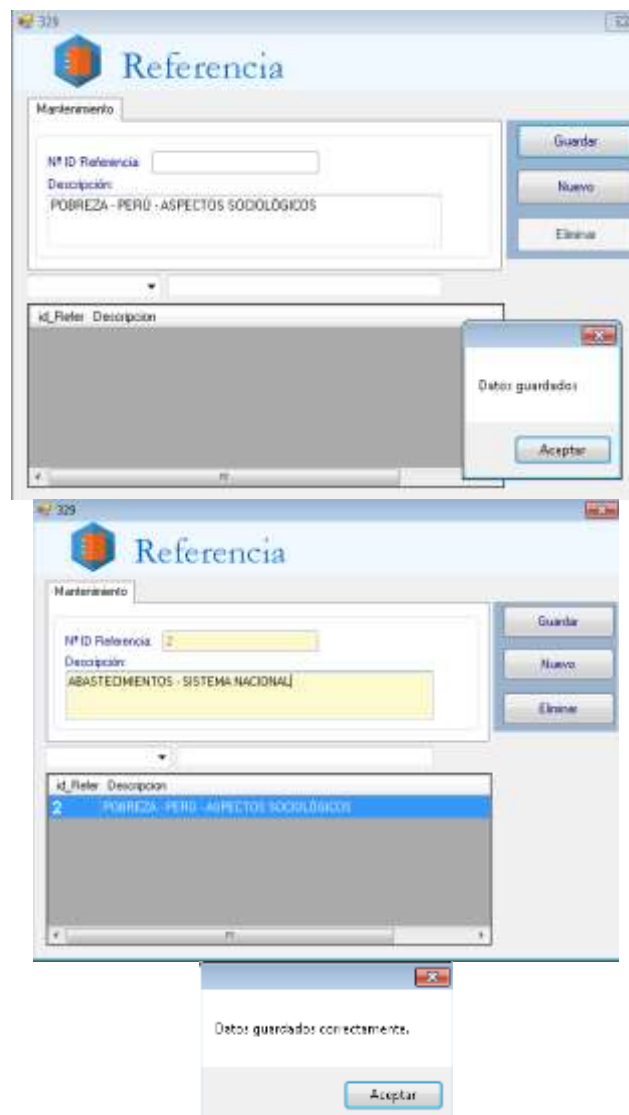 329
Referencia
Mantenimiento
Nº ID Referencia
Descripción:
POBREZA - PERÚ - ASPECTOS SOCIOLÓGICOS
Guardar
Nuevo
Eliminar
id_Refer Descripcion
Datos guardados
Aceptar
329
Referencia
Mantenimiento
Nº ID Referencia: 2
Descripción:
ABASTECIMIENTOS - SISTEMA NACIONAL
Guardar
Nuevo
Eliminar
id_Refer Descripcion
2 POBREZA - PERÚ - ASPECTOS SOCIOLÓGICOS
Datos guardados correctamente.
Aceptar